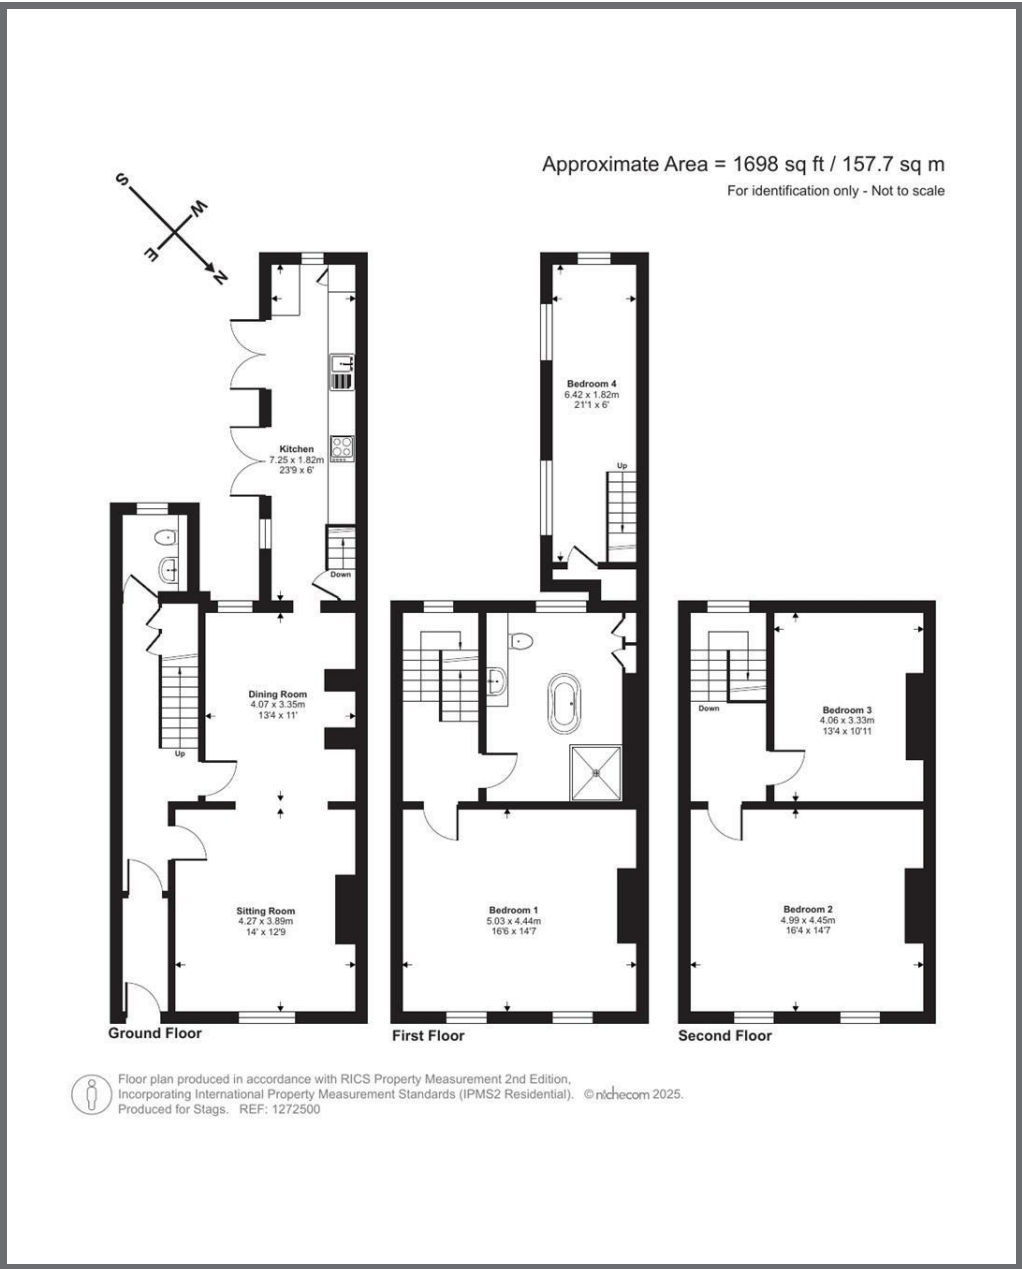 Approximate Area = 1698 sq ft / 157.7 sq m
For identification only - Not to scale
S
W
E
N
Kitchen
7.25 x 1.82m
23'9 x 6'
Down
Dining Room
4.07 x 3.35m
13'4 x 11'
Up
Sitting Room
4.27 x 3.89m
14' x 12'9
Ground Floor
Bedroom 4
6.42 x 1.82m
21'1 x 6'
Up
Bedroom 1
5.03 x 4.44m
16'6 x 14'7
First Floor
Bedroom 3
4.06 x 3.33m
13'4 x 10'11
Down
Bedroom 2
4.99 x 4.45m
16'4 x 14'7
Second Floor
Floor plan produced in accordance with RICS Property Measurement 2nd Edition,
Incorporating International Property Measurement Standards (IPMS2 Residential). © nichecom 2025.
Produced for Stags. REF: 1272500